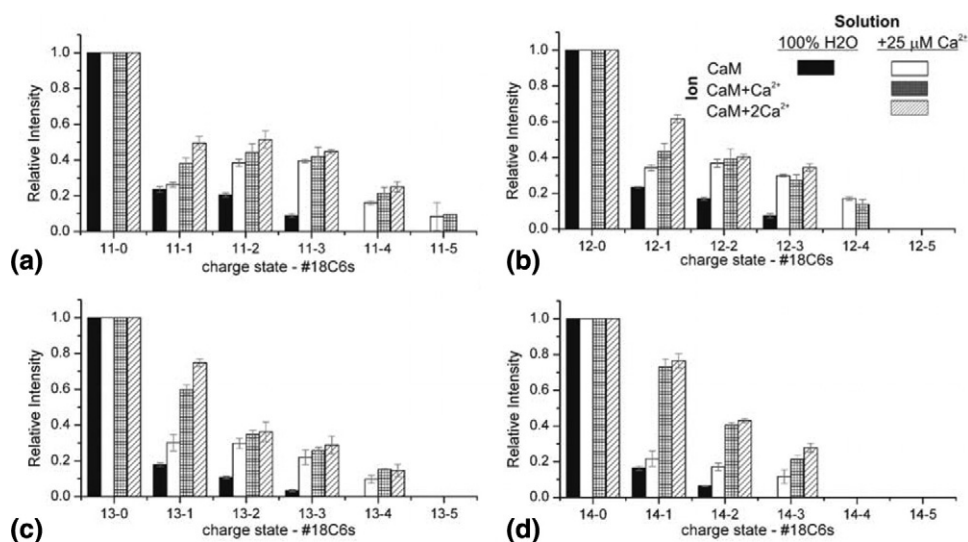 Solution
100% H2O +25 μM Ca²⁺
Ion
CaM
CaM+Ca²⁺
CaM+2Ca²⁺
Relative Intensity
1.0
0.8
0.6
0.4
0.2
0.0
11-0 11-1 11-2 11-3 11-4 11-5
charge state - #18C6s
(a)
Relative Intensity
1.0
0.8
0.6
0.4
0.2
0.0
12-0 12-1 12-2 12-3 12-4 12-5
charge state - #18C6s
(b)
Relative Intensity
1.0
0.8
0.6
0.4
0.2
0.0
13-0 13-1 13-2 13-3 13-4 13-5
charge state - #18C6s
(c)
Relative Intensity
1.0
0.8
0.6
0.4
0.2
0.0
14-0 14-1 14-2 14-3 14-4 14-5
charge state - #18C6s
(d)